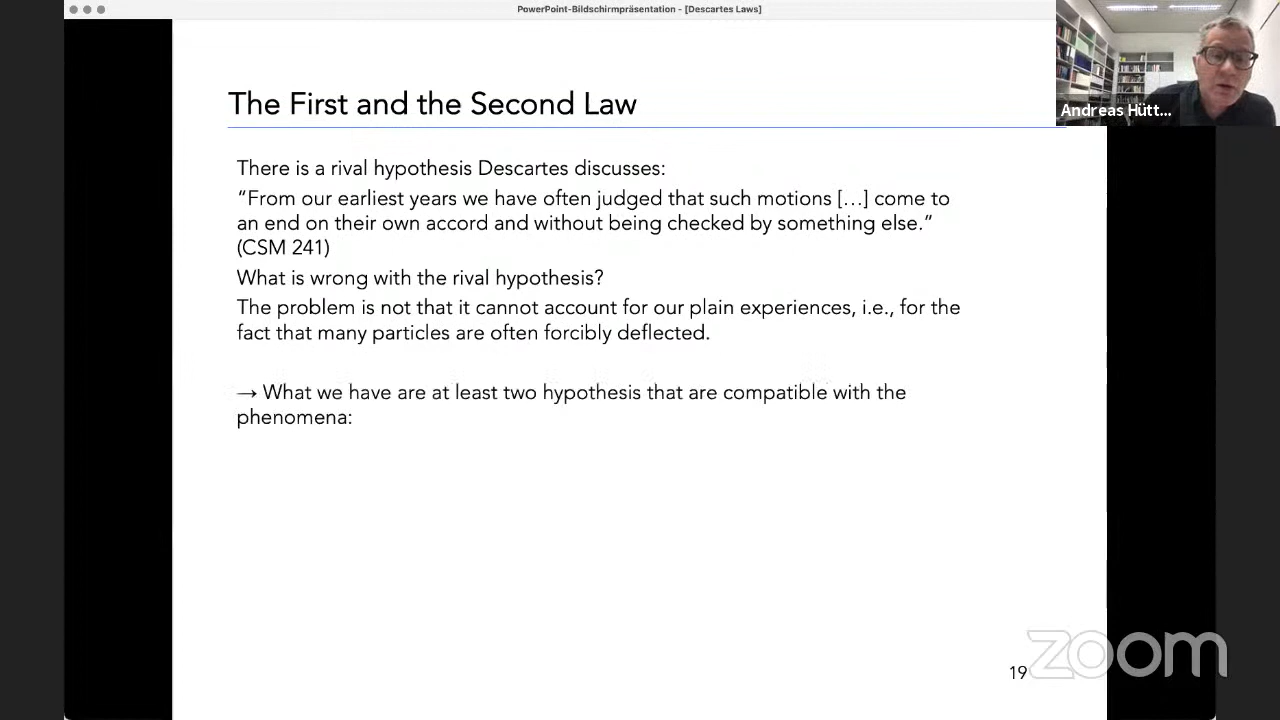 PowerPoint-Bildschirmpräsentation - [Descartes Laws]
Andreas Hütt...
The First and the Second Law
There is a rival hypothesis Descartes discusses:
“From our earliest years we have often judged that such motions […] come to
an end on their own accord and without being checked by something else.”
(CSM 241)
What is wrong with the rival hypothesis?
The problem is not that it cannot account for our plain experiences, i.e., for the
fact that many particles are often forcibly deflected.
→ What we have are at least two hypothesis that are compatible with the
phenomena:
19
zoom